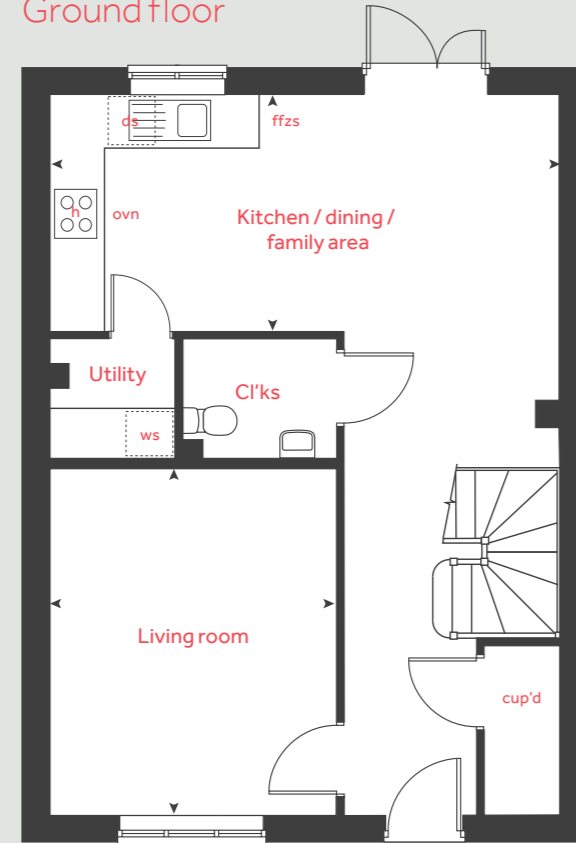 Ground floor
ds
ffzs
h
ovn
Kitchen / dining /
family area
Utility
Cl'ks
ws
Living room
cup'd